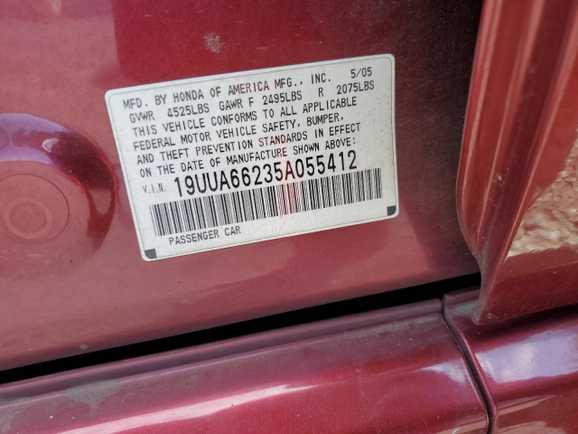 MFD. BY HONDA OF AMERICA MFG., INC. 5/05
GVWR 4525LBS GAWR F 2495LBS R 2075LBS
THIS VEHICLE CONFORMS TO ALL APPLICABLE
FEDERAL MOTOR VEHICLE SAFETY, BUMPER,
AND THEFT PREVENTION STANDARDS IN EFFECT
ON THE DATE OF MANUFACTURE SHOWN ABOVE:
V.I.N. 19UUA66235A055412
PASSENGER CAR